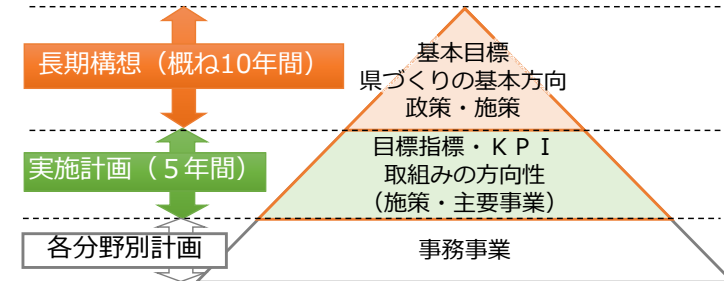 長期構想（概ね10年間）
基本目標
県づくりの基本方向
政策・施策
実施計画（５年間）
目標指標・ＫＰＩ
取組みの方向性
（施策・主要事業）
各分野別計画
事務事業